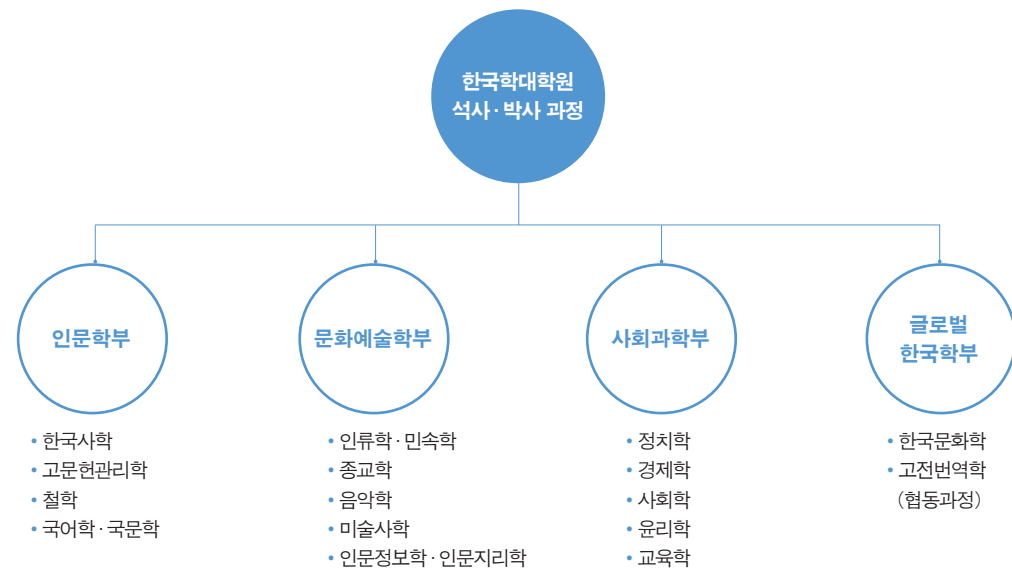 한국학대학원
석사 · 박사 과정
인문학부
• 한국사학
• 고문헌관리학
• 철학
• 국어학 · 국문학
문화예술학부
• 인류학 · 민속학
• 종교학
• 음악학
• 미술사학
• 인문정보학 · 인문지리학
사회과학부
• 정치학
• 경제학
• 사회학
• 윤리학
• 교육학
글로벌
한국학부
• 한국문화학
• 고전번역학
(협동과정)